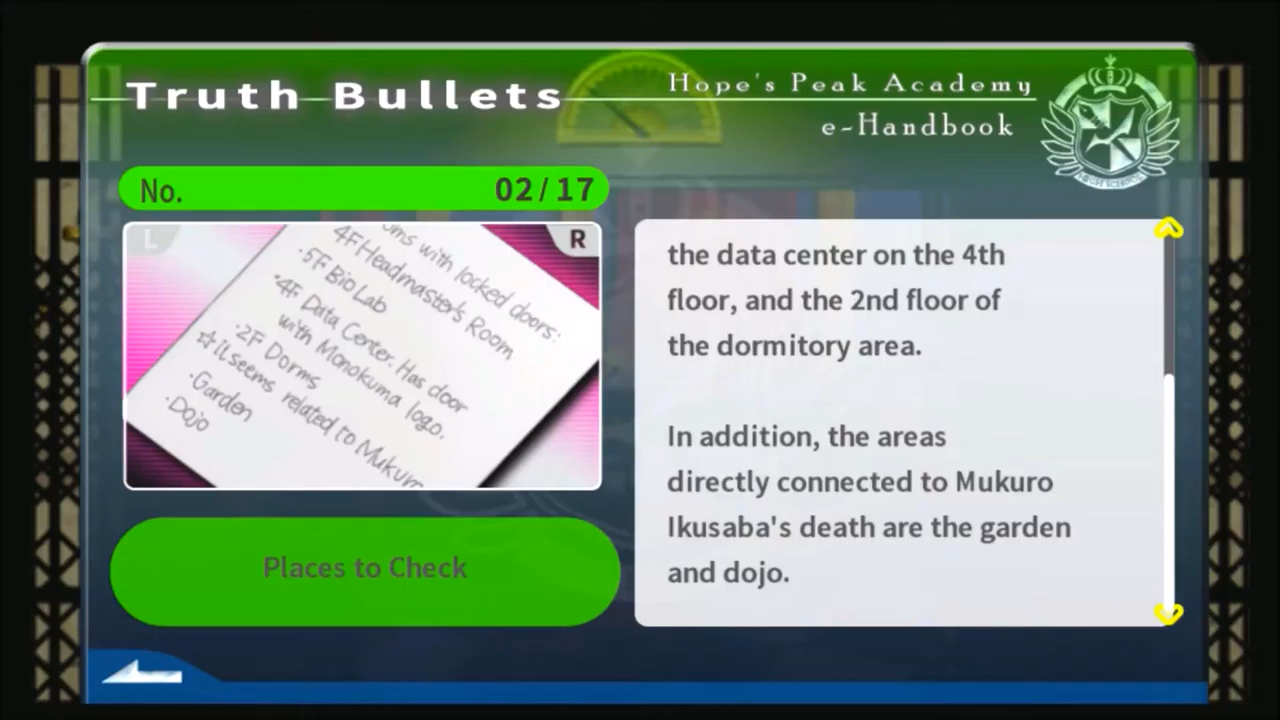 Truth Bullets
Hope's Peak Academy
e-Handbook
No. 02/17
L
R
with locked doors:
4F Headmaster's Room
·5F Bio Lab
·4F Data Center. Has door
with Monokuma logo.
·2F Dorms
☆it seems related to Mukuro
·Garden
·Dojo
Places to Check
the data center on the 4th
floor, and the 2nd floor of
the dormitory area.
In addition, the areas
directly connected to Mukuro
Ikusaba's death are the garden
and dojo.